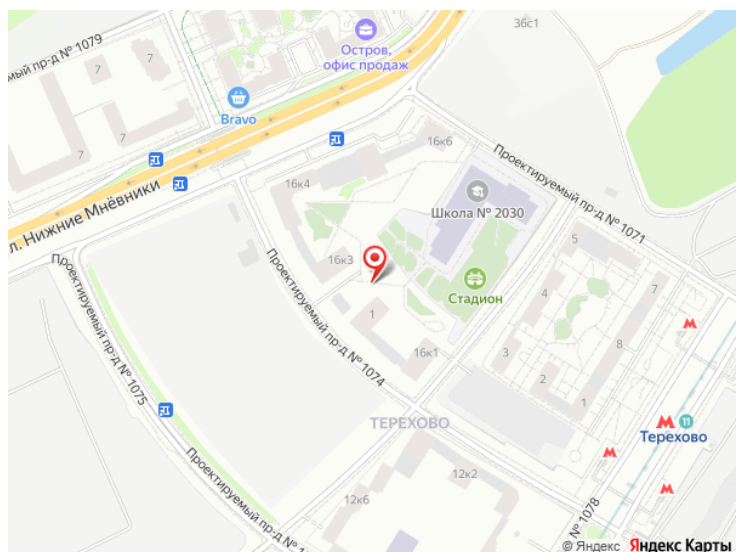 36с1
мый пр-д № 1079
Остров,
офис продаж
7
7
7
7
Bravo
16к6
Проектируемый пр-д № 1071
16к4
Школа № 2030
л. Нижние Мнёвники
5
7
16к3
Стадион
4
Проектируемый пр-д № 1075
Проектируемый пр-д № 1074
1
8
16к1
3
2
1
ТЕРЕХОВО
11
Терехово
Проектируемый пр-д № 1
12к2
12к6
№ 1078
© Яндекс Яндекс Карты